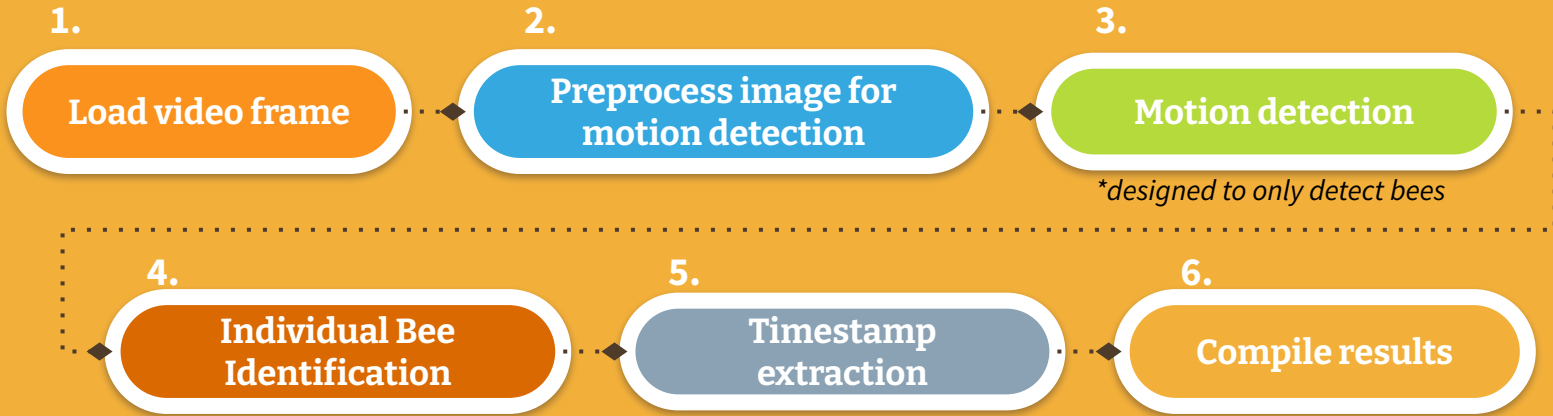 1.
Load video frame
2.
Preprocess image for
motion detection
3.
Motion detection
*designed to only detect bees
4.
Individual Bee
Identification
5.
Timestamp
extraction
6.
Compile results